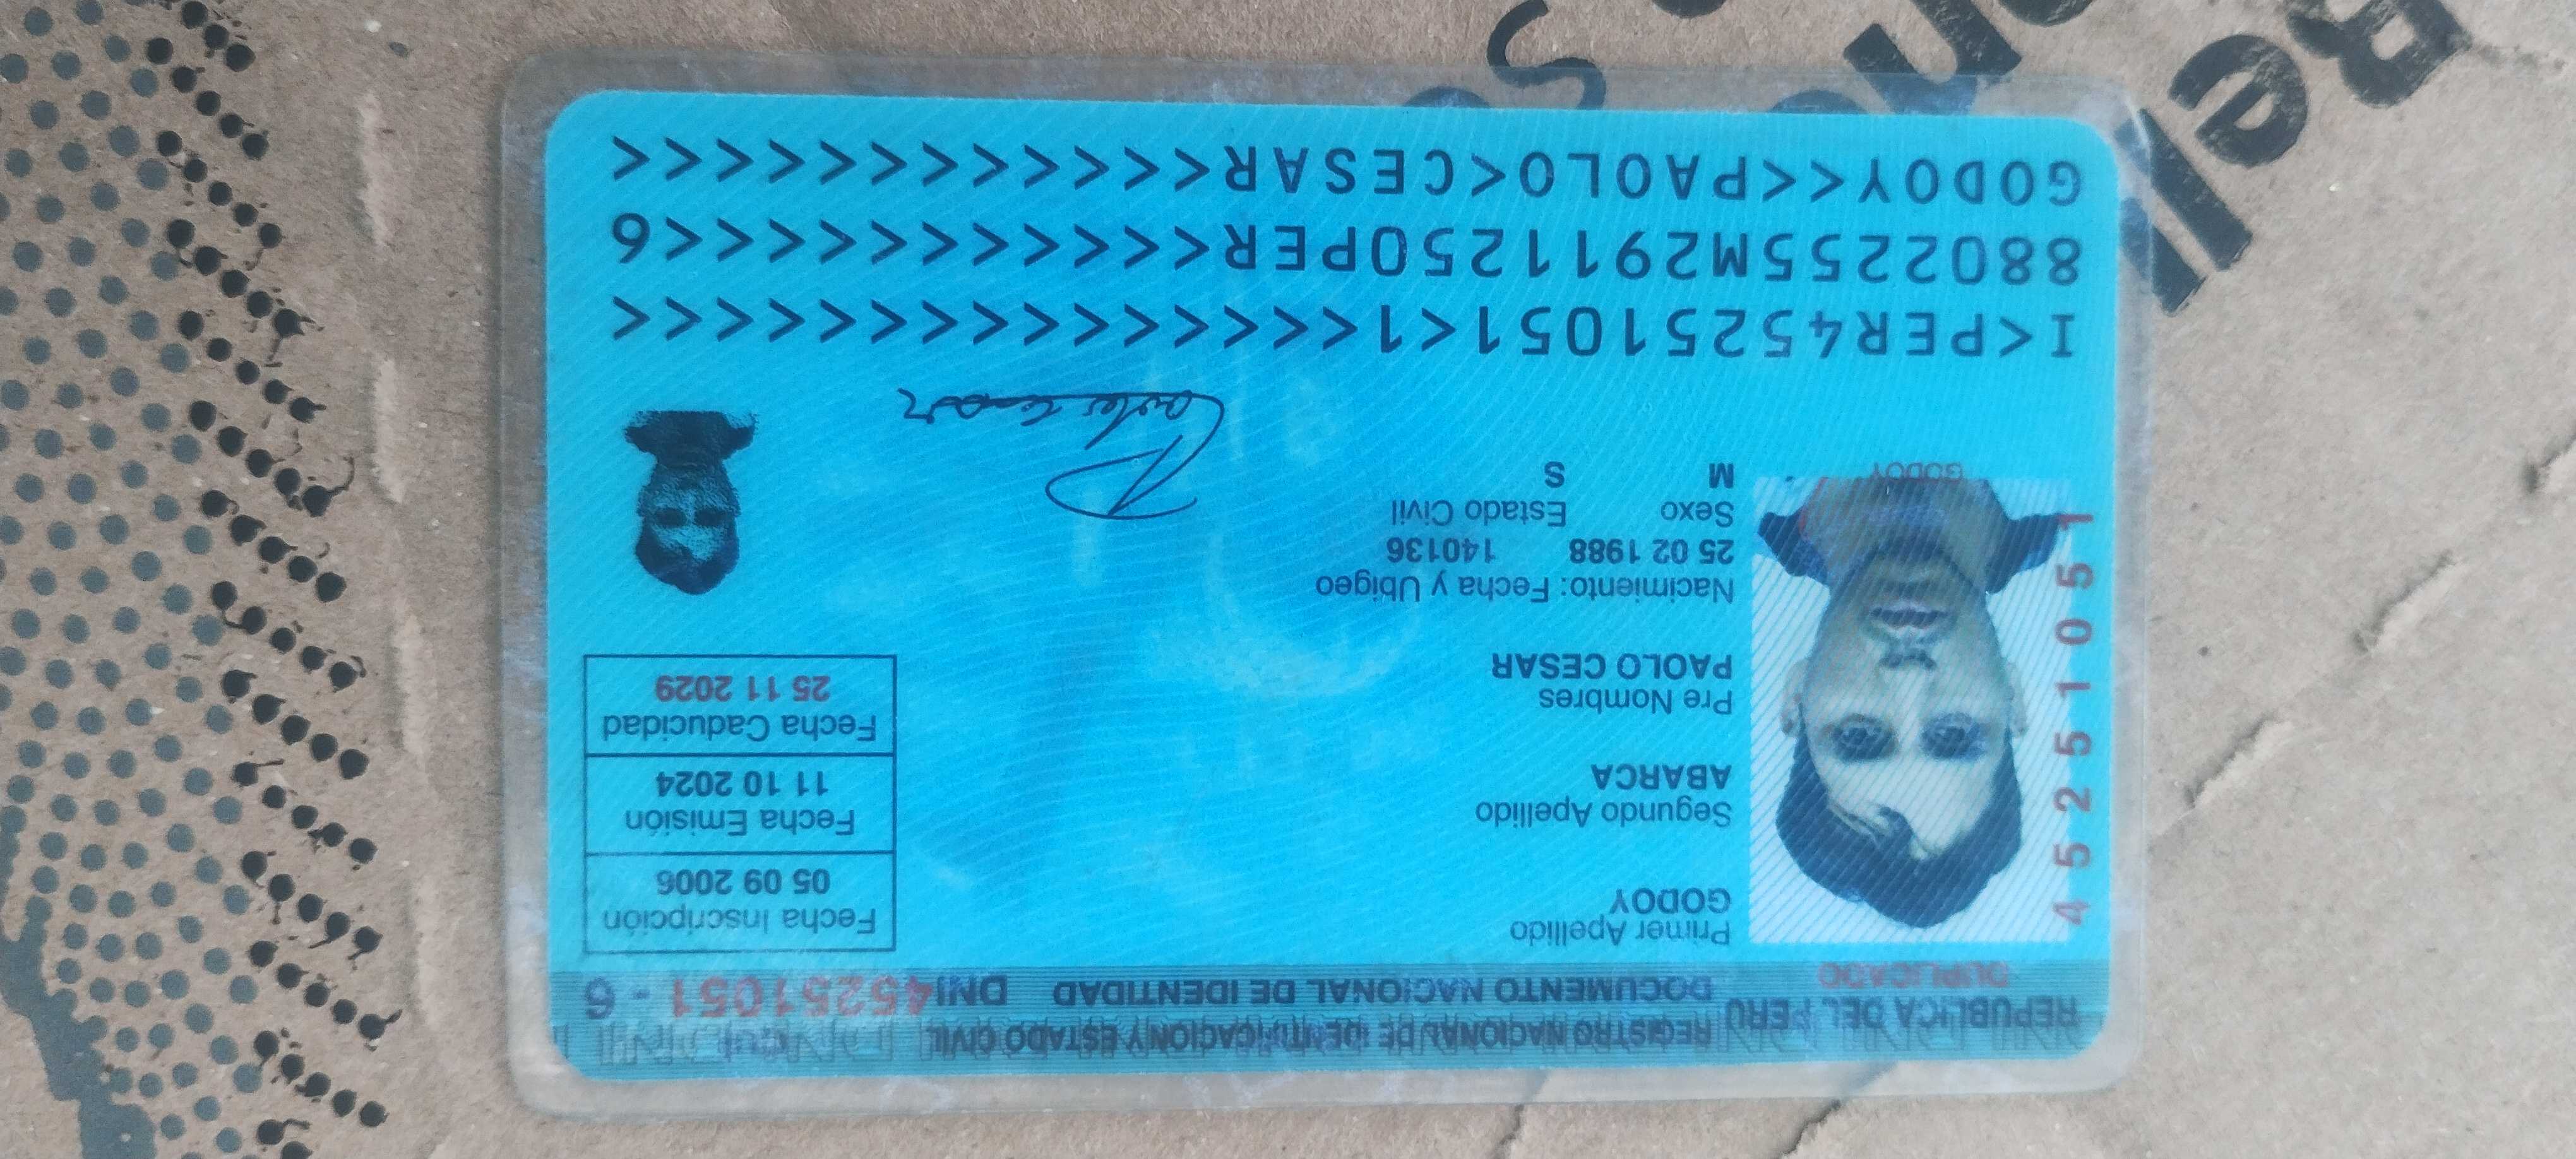 REPUBLICA DEL PERU
REGISTRO NACIONAL DE IDENTIFICACION Y ESTADO CIVIL
DUPLICADO
DOCUMENTO NACIONAL DE IDENTIDAD
DNI 45251051 - 6
Primer Apellido
GODOY
Segundo Apellido
ABARCA
Pre Nombres
PAOLO CESAR
Nacimiento: Fecha y Ubigeo
25 02 1988 140136
Sexo Estado Civil
M S
Fecha Inscripción
05 09 2006
Fecha Emisión
11 10 2024
Fecha Caducidad
25 11 2029
45251051
GODOY
I<PER45251051<1<<<<<<<<<<<<<<<
8802255M2911250PER<<<<<<<<<<<6
GODOY<<PAOLO<CESAR<<<<<<<<<<<<